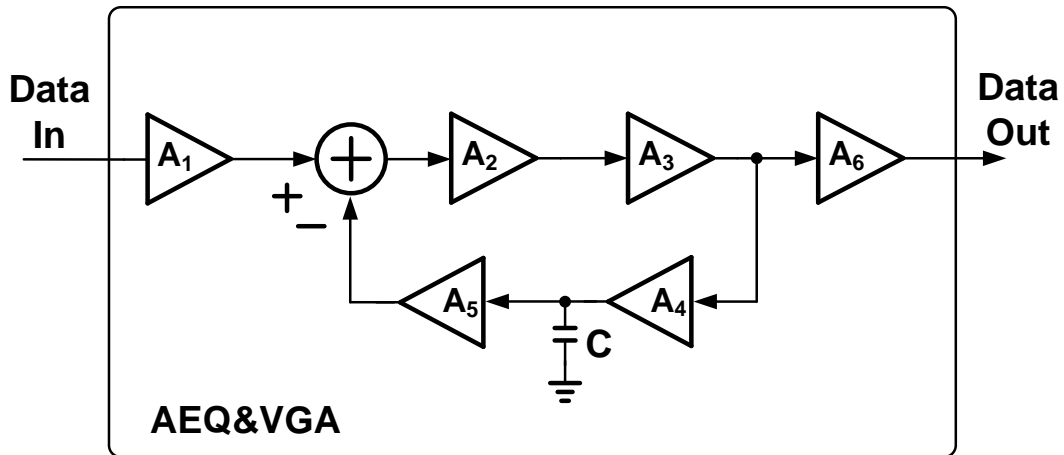 Data
In
A1
+
−
+
A2
A3
A6
Data
Out
A5
C
A4
AEQ&VGA